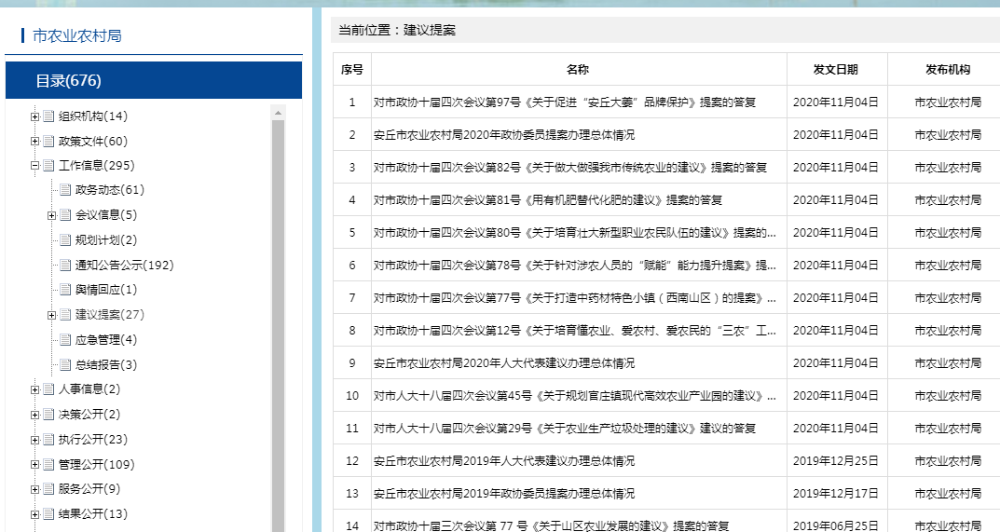 市农业农村局
目录(676)
组织机构(14)
政策文件(60)
工作信息(295)
政务动态(61)
会议信息(5)
规划计划(2)
通知公告公示(192)
舆情回应(1)
建议提案(27)
应急管理(4)
总结报告(3)
人事信息(2)
决策公开(2)
执行公开(23)
管理公开(109)
服务公开(9)
结果公开(13)
当前位置：建议提案
序号 名称 发文日期 发布机构
1 对市政协十届四次会议第97号《关于促进“安丘大姜”品牌保护》提案的答复 2020年11月04日 市农业农村局
2 安丘市农业农村局2020年政协委员提案办理总体情况 2020年11月04日 市农业农村局
3 对市政协十届四次会议第82号《关于做大做强我市传统农业的建议》提案的答复 2020年11月04日 市农业农村局
4 对市政协十届四次会议第81号《用有机肥替代化肥的建议》提案的答复 2020年11月04日 市农业农村局
5 对市政协十届四次会议第80号《关于培育壮大新型职业农民队伍的建议》提案的... 2020年11月04日 市农业农村局
6 对市政协十届四次会议第78号《关于针对涉农人员的“赋能”能力提升提案》提... 2020年11月04日 市农业农村局
7 对市政协十届四次会议第77号《关于打造中药材特色小镇（西南山区）的提案》... 2020年11月04日 市农业农村局
8 对市政协十届四次会议第12号《关于培育懂农业、爱农村、爱农民的“三农”工... 2020年11月04日 市农业农村局
9 安丘市农业农村局2020年人大代表建议办理总体情况 2020年11月04日 市农业农村局
10 对市人大十八届四次会议第45号《关于规划官庄镇现代高效农业产业园的建议》... 2020年11月04日 市农业农村局
11 对市人大十八届四次会议第29号《关于农业生产垃圾处理的建议》建议的答复 2020年11月04日 市农业农村局
12 安丘市农业农村局2019年人大代表建议办理总体情况 2019年12月25日 市农业农村局
13 安丘市农业农村局2019年政协委员提案办理总体情况 2019年12月17日 市农业农村局
14 对市政协十届三次会议第 77 号《关于山区农业发展的建议》提案的答复 2019年06月25日 市农业农村局